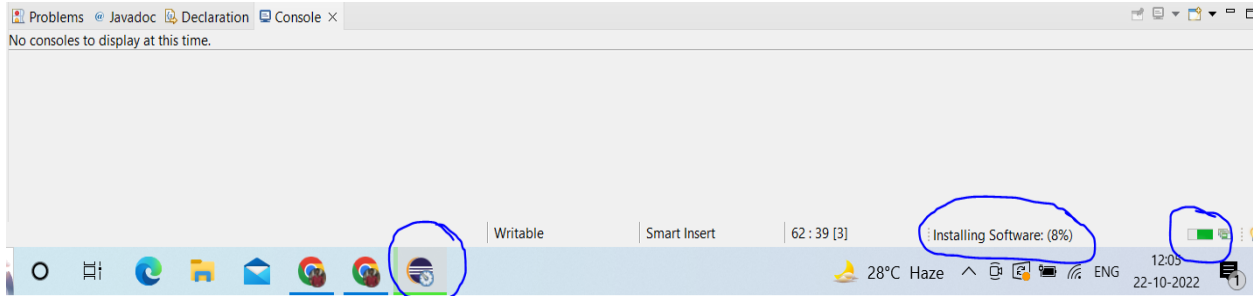 Problems @ Javadoc Declaration Console ×
No consoles to display at this time.
Writable Smart Insert 62 : 39 [3] Installing Software: (8%)
28°C Haze ENG 12:05
22-10-2022 1